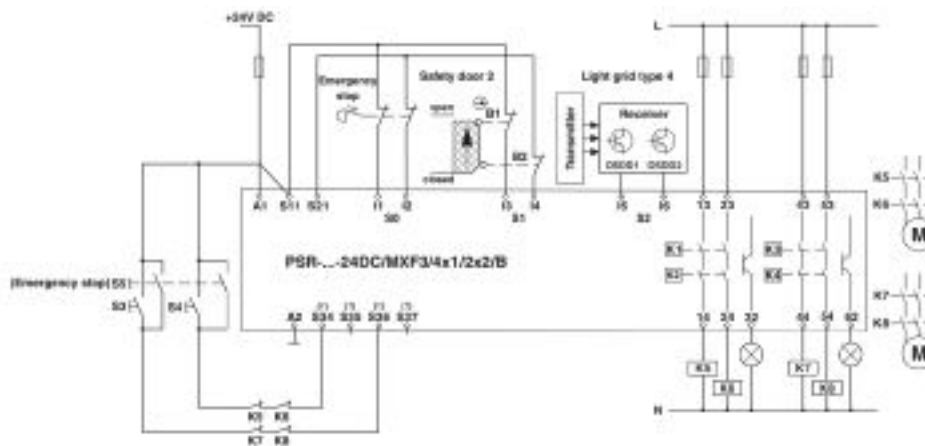 +24V DC
L
Emergency stop
Safety door 2
Light grid type 4
open
closed
B1
B2
Transmitter
Receiver
OSDD1 OSDD2
A1 S11 S21 I1 I2 I3 I4 I5 I6 13 23 43 53
S0 S1 S2
K5
K6
M
PSR-...-24DC/MXF3/4x1/2x2/B
K1
K2
K3
K4
(Emergency stop) S5
S3
S4
K7
K8
M
A2 S34 S35 S36 S37
14 24 32 44 54 62
K5
K6
K7
K8
N
K5 K6
K7 K8